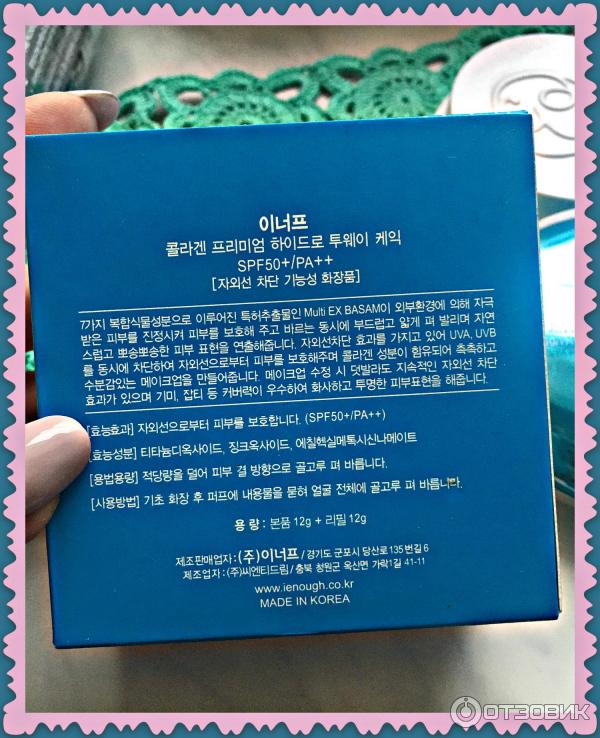 이너프
콜라겐 프리미엄 하이드로 투웨이 케익
SPF50+/PA++
[자외선 차단 기능성 화장품]
7가지 복합식물성분으로 이루어진 특허추출물인 Multi EX BASAM이 외부환경에 의해 자극
받은 피부를 진정시켜 피부를 보호해 주고 바르는 동시에 부드럽고 얇게 펴 발리며 자연
스럽고 뽀송뽀송한 피부 표현을 연출해줍니다. 자외선차단 효과를 가지고 있어 UVA, UVB
를 동시에 차단하여 자외선으로부터 피부를 보호해주며 콜라겐 성분이 함유되어 촉촉하고
수분감있는 메이크업을 만들어줍니다. 메이크업 수정 시 덧발라도 지속적인 자외선 차단
효과가 있으며 기미, 잡티 등 커버력이 우수하여 화사하고 투명한 피부표현을 해줍니다.
[효능효과] 자외선으로부터 피부를 보호합니다. (SPF50+/PA++)
[효능성분] 티타늄디옥사이드, 징크옥사이드, 에칠헥실메톡시신나메이트
[용법용량] 적당량을 덜어 피부 결 방향으로 골고루 펴 바릅니다.
[사용방법] 기초 화장 후 퍼프에 내용물을 묻혀 얼굴 전체에 골고루 펴 바릅니다.
용 량 : 본품 12g + 리필 12g
제조판매업자 : (주)이너프 / 경기도 군포시 당산로135번길 6
제조업자 : (주)씨엔티드림 / 충북 청원군 옥산면 가락1길 41-11
www.ienough.co.kr
MADE IN KOREA
ОТЗОВИК